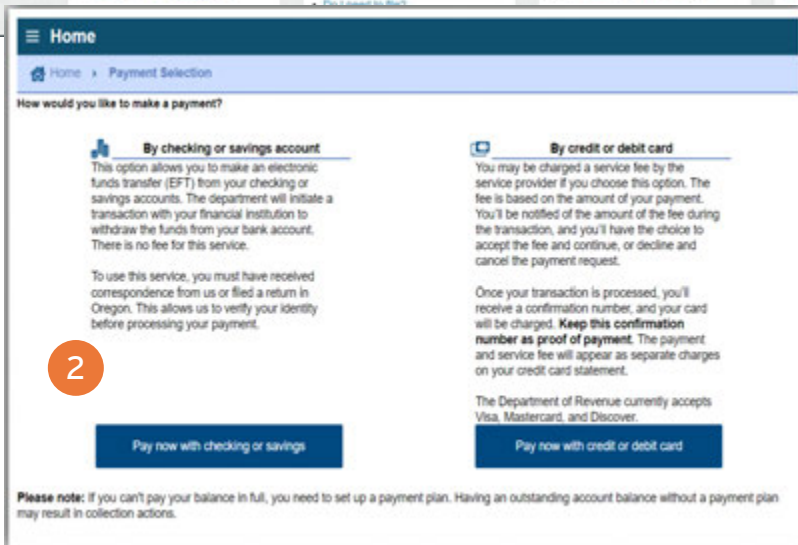 Do I need to file?
Home
Home › Payment Selection
How would you like to make a payment?
By checking or savings account
This option allows you to make an electronic
funds transfer (EFT) from your checking or
savings accounts. The department will initiate a
transaction with your financial institution to
withdraw the funds from your bank account.
There is no fee for this service.
To use this service, you must have received
correspondence from us or filed a return in
Oregon. This allows us to verify your identity
before processing your payment.
2
Pay now with checking or savings
By credit or debit card
You may be charged a service fee by the
service provider if you choose this option. The
fee is based on the amount of your payment.
You'll be notified of the amount of the fee during
the transaction, and you'll have the choice to
accept the fee and continue, or decline and
cancel the payment request.
Once your transaction is processed, you'll
receive a confirmation number, and your card
will be charged. Keep this confirmation
number as proof of payment. The payment
and service fee will appear as separate charges
on your credit card statement.
The Department of Revenue currently accepts
Visa, Mastercard, and Discover.
Pay now with credit or debit card
Please note: If you can't pay your balance in full, you need to set up a payment plan. Having an outstanding account balance without a payment plan
may result in collection actions.